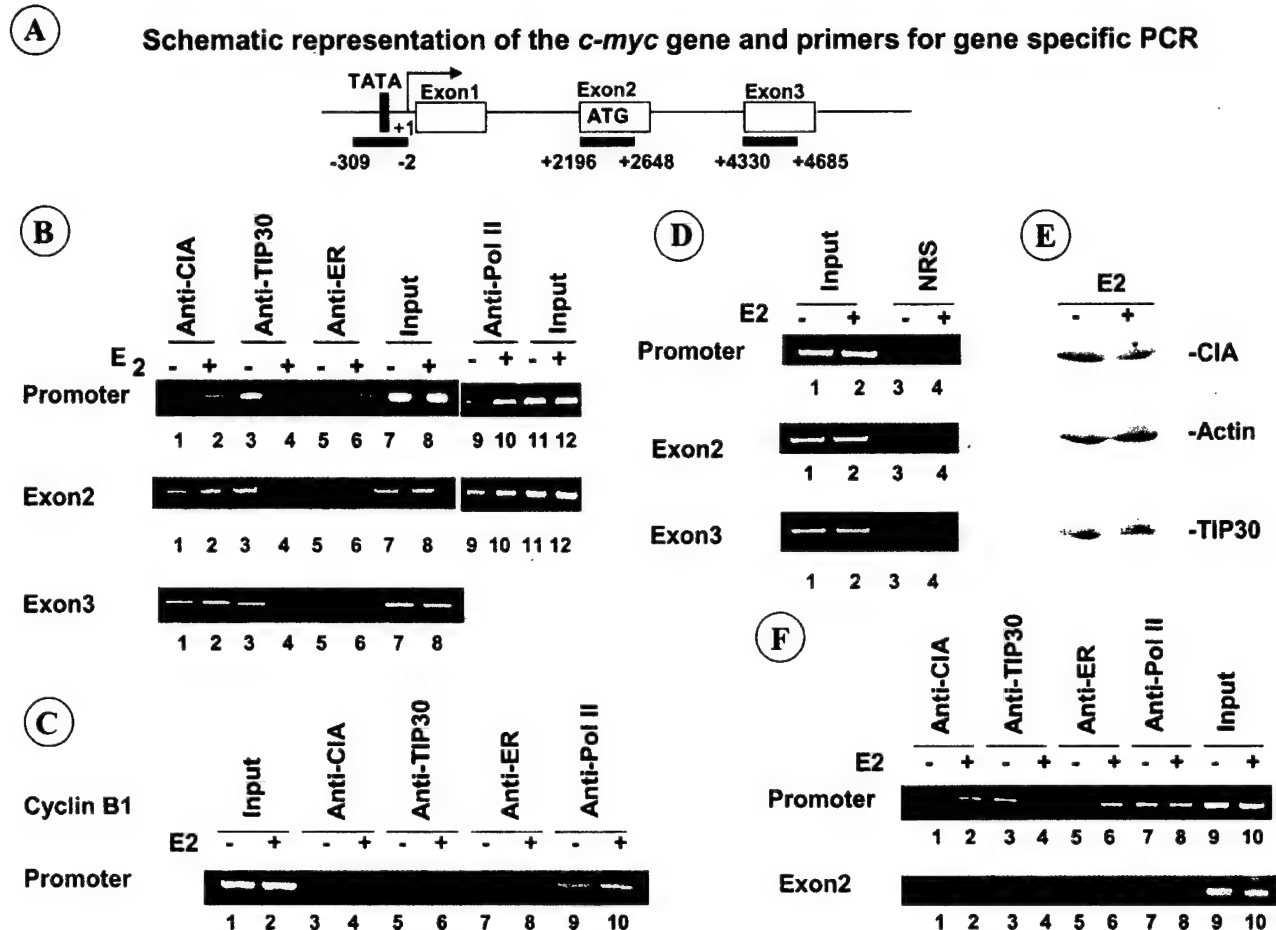 A
Schematic representation of the c-myc gene and primers for gene specific PCR
TATA
+1
Exon1
Exon2
ATG
Exon3
-309 -2 +2196 +2648 +4330 +4685
B
Anti-CIA Anti-TIP30 Anti-ER Input Anti-Pol II Input
E2 - + - + - + - + - + - +
Promoter
1 2 3 4 5 6 7 8 9 10 11 12
Exon2
1 2 3 4 5 6 7 8 9 10 11 12
Exon3
1 2 3 4 5 6 7 8
C
Cyclin B1
Input Anti-CIA Anti-TIP30 Anti-ER Anti-Pol II
E2 - + - + - + - + - +
Promoter
1 2 3 4 5 6 7 8 9 10
D
Input NRS
E2 - + - +
Promoter
1 2 3 4
Exon2
1 2 3 4
Exon3
1 2 3 4
E
E2
- +
-CIA
-Actin
-TIP30
F
Anti-CIA Anti-TIP30 Anti-ER Anti-Pol II Input
E2 - + - + - + - + - +
Promoter
1 2 3 4 5 6 7 8 9 10
Exon2
1 2 3 4 5 6 7 8 9 10